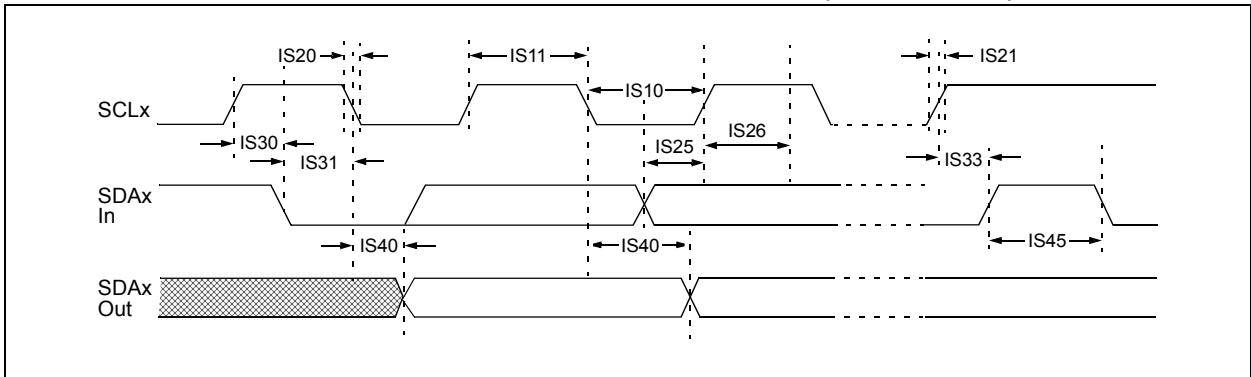 IS20
IS11
IS21
SCLx
IS10
IS30
IS26
IS31
IS25
IS33
SDAx
In
IS40
IS40
IS45
SDAx
Out